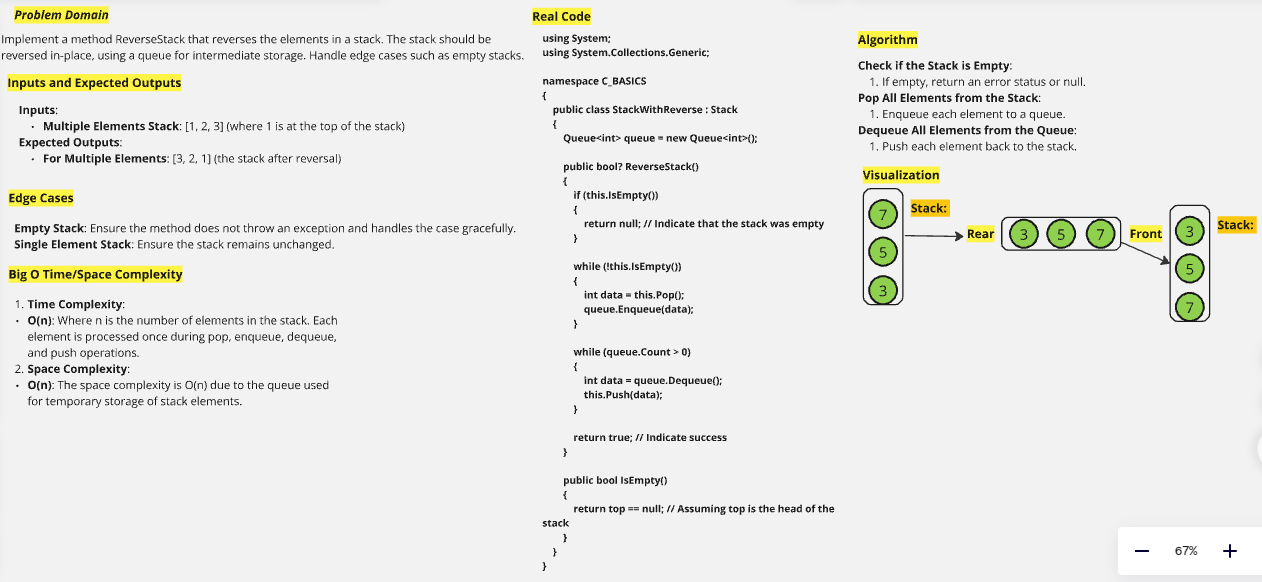 Problem Domain
Implement a method ReverseStack that reverses the elements in a stack. The stack should be
reversed in-place, using a queue for intermediate storage. Handle edge cases such as empty stacks.
Inputs and Expected Outputs
Inputs:
• Multiple Elements Stack: [1, 2, 3] (where 1 is at the top of the stack)
Expected Outputs:
• For Multiple Elements: [3, 2, 1] (the stack after reversal)
Edge Cases
Empty Stack: Ensure the method does not throw an exception and handles the case gracefully.
Single Element Stack: Ensure the stack remains unchanged.
Big O Time/Space Complexity
1. Time Complexity:
• O(n): Where n is the number of elements in the stack. Each
element is processed once during pop, enqueue, dequeue,
and push operations.
2. Space Complexity:
• O(n): The space complexity is O(n) due to the queue used
for temporary storage of stack elements.
Real Code
using System;
using System.Collections.Generic;
namespace C_BASICS
{
public class StackWithReverse : Stack
{
Queue<int> queue = new Queue<int>();
public bool? ReverseStack()
{
if (this.IsEmpty())
{
return null; // Indicate that the stack was empty
}
while (!this.IsEmpty())
{
int data = this.Pop();
queue.Enqueue(data);
}
while (queue.Count > 0)
{
int data = queue.Dequeue();
this.Push(data);
}
return true; // Indicate success
}
public bool IsEmpty()
{
return top == null; // Assuming top is the head of the
stack
}
}
}
Algorithm
Check if the Stack is Empty:
1. If empty, return an error status or null.
Pop All Elements from the Stack:
1. Enqueue each element to a queue.
Dequeue All Elements from the Queue:
1. Push each element back to the stack.
Visualization
7
5
3
Stack:
Rear
3 5 7
Front
3
5
7
Stack:
67%